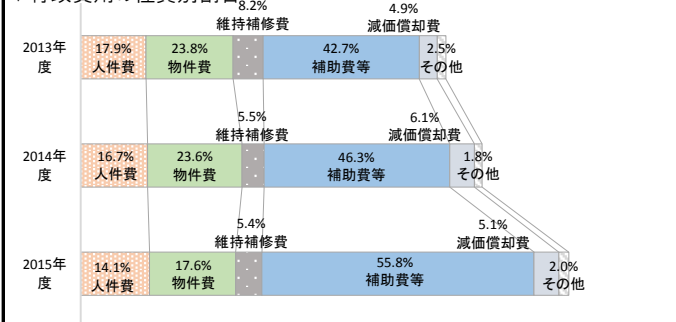 8.2%
維持補修費
4.9%
減価償却費
2013年度
17.9%
人件費
23.8%
物件費
42.7%
補助費等
2.5%
その他
5.5%
維持補修費
6.1%
減価償却費
2014年度
16.7%
人件費
23.6%
物件費
46.3%
補助費等
1.8%
その他
5.4%
維持補修費
5.1%
減価償却費
2015年度
14.1%
人件費
17.6%
物件費
55.8%
補助費等
2.0%
その他